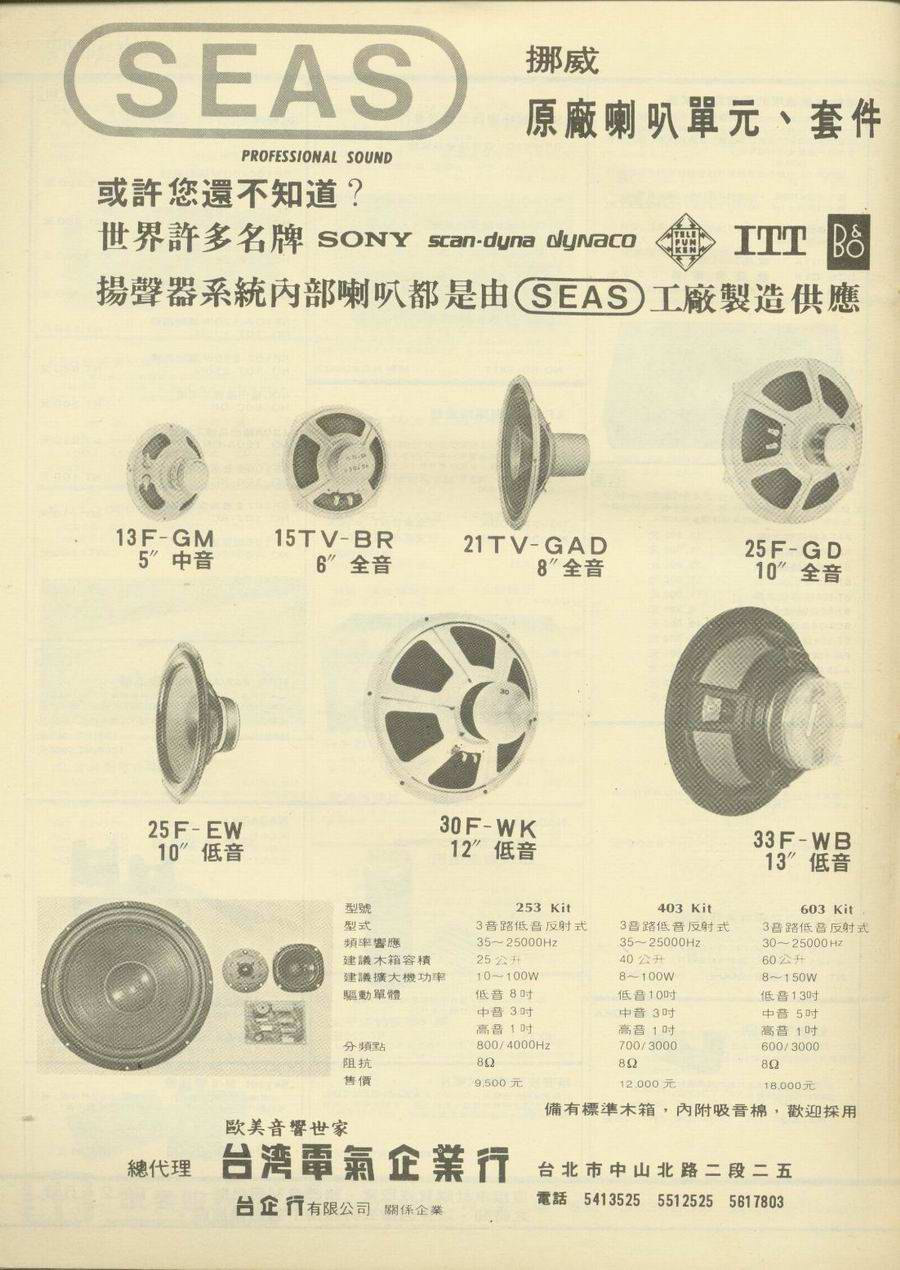 SEAS
PROFESSIONAL SOUND
挪威
原廠喇叭單元、套件
或許您還不知道？
世界許多名牌 SONY scan-dyna dynaco TELEFUNKEN ITT B&O
揚聲器系統內部喇叭都是由 SEAS 工廠製造供應
13F-GM
5″ 中音
15TV-BR
6″ 全音
21TV-GAD
8″ 全音
25F-GD
10″ 全音
30
25F-EW
10″ 低音
30F-WK
12″ 低音
33F-WB
13″ 低音
型號 253 Kit 403 Kit 603 Kit
型式 3音路低音反射式 3音路低音反射式 3音路低音反射式
頻率響應 35～25000Hz 35～25000Hz 30～25000Hz
建議木箱容積 25公升 40公升 60公升
建議擴大機功率 10～100W 8～100W 8～150W
驅動單體 低音 8吋 低音10吋 低音13吋
中音 3吋 中音 3吋 中音 5吋
高音 1吋 高音 1吋 高音 1吋
分頻點 800/4000Hz 700/3000 600/3000
阻抗 8Ω 8Ω 8Ω
售價 9.500元 12.000元 18.000元
備有標準木箱，內附吸音棉，歡迎採用
歐美音響世家
總代理 台湾電氣企業行
台企行有限公司 關係企業
台北市中山北路二段二五
電話 5413525 5512525 5617803